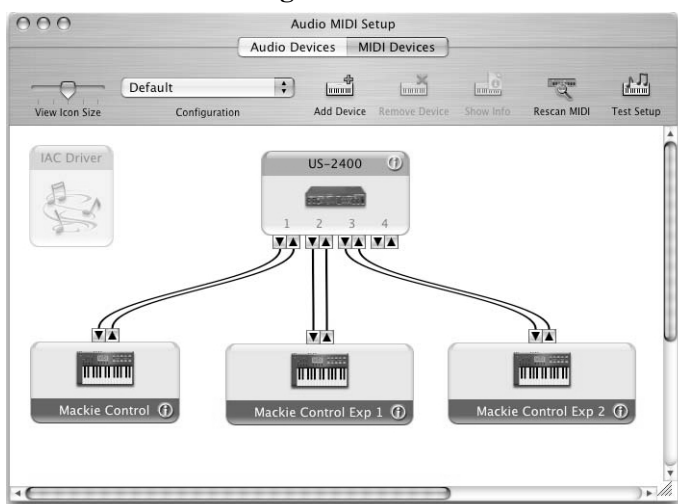 Audio MIDI Setup
Audio Devices MIDI Devices
Default
View Icon Size Configuration Add Device Remove Device Show Info Rescan MIDI Test Setup
IAC Driver
US-2400
1 2 3 4
Mackie Control
Mackie Control Exp 1
Mackie Control Exp 2